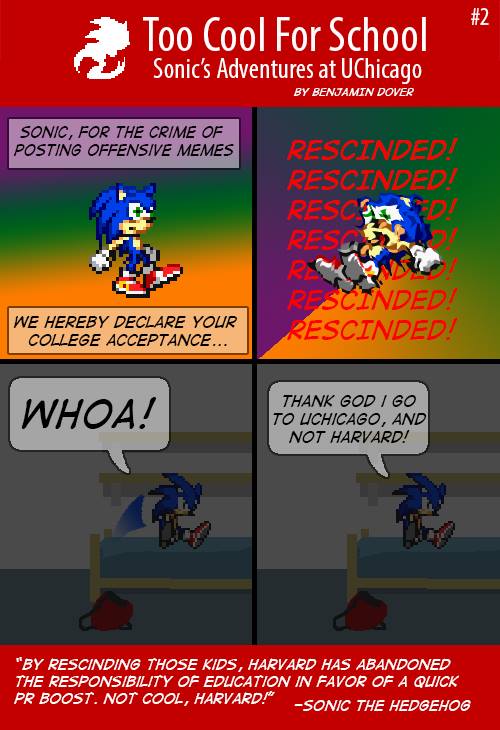 #2
Too Cool For School
Sonic's Adventures at UChicago
BY BENJAMIN DOVER
SONIC, FOR THE CRIME OF
POSTING OFFENSIVE MEMES
WE HEREBY DECLARE YOUR
COLLEGE ACCEPTANCE...
RESCINDED!
RESCINDED!
RESCINDED!
RESCINDED!
RESCINDED!
RESCINDED!
RESCINDED!
WHOA!
THANK GOD I GO
TO UCHICAGO, AND
NOT HARVARD!
"BY RESCINDING THOSE KIDS, HARVARD HAS ABANDONED
THE RESPONSIBILITY OF EDUCATION IN FAVOR OF A QUICK
PR BOOST. NOT COOL, HARVARD!"
-SONIC THE HEDGEHOG